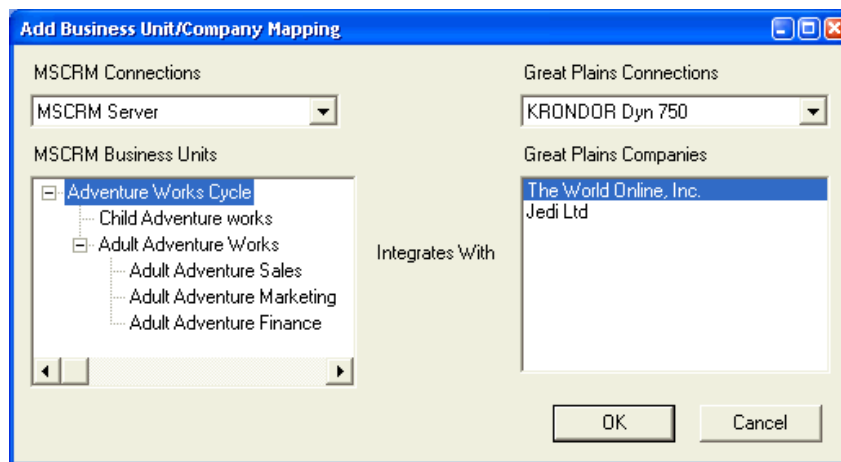 Add Business Unit/Company Mapping
MSCRM Connections
Great Plains Connections
MSCRM Server
KRONDOR Dyn 750
MSCRM Business Units
Great Plains Companies
Adventure Works Cycle
Child Adventure works
Adult Adventure Works
Adult Adventure Sales
Adult Adventure Marketing
Adult Adventure Finance
Integrates With
The World Online, Inc.
Jedi Ltd
OK
Cancel